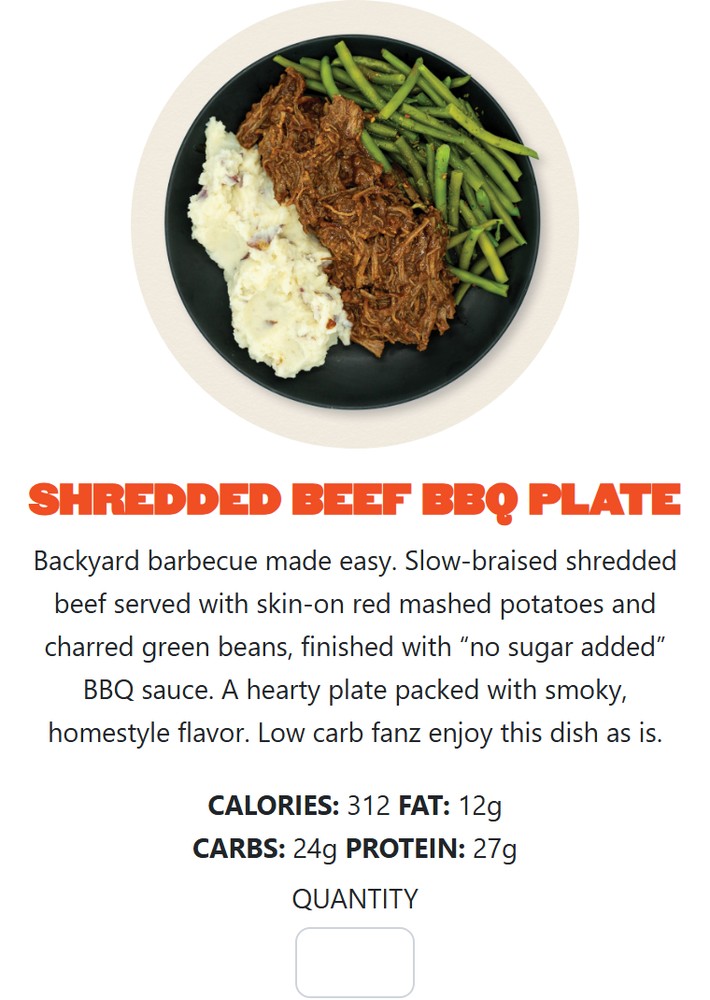 SHREDDED BEEF BBQ PLATE
Backyard barbecue made easy. Slow-braised shredded
beef served with skin-on red mashed potatoes and
charred green beans, finished with “no sugar added”
BBQ sauce. A hearty plate packed with smoky,
homestyle flavor. Low carb fanz enjoy this dish as is.
CALORIES: 312 FAT: 12g
CARBS: 24g PROTEIN: 27g
QUANTITY